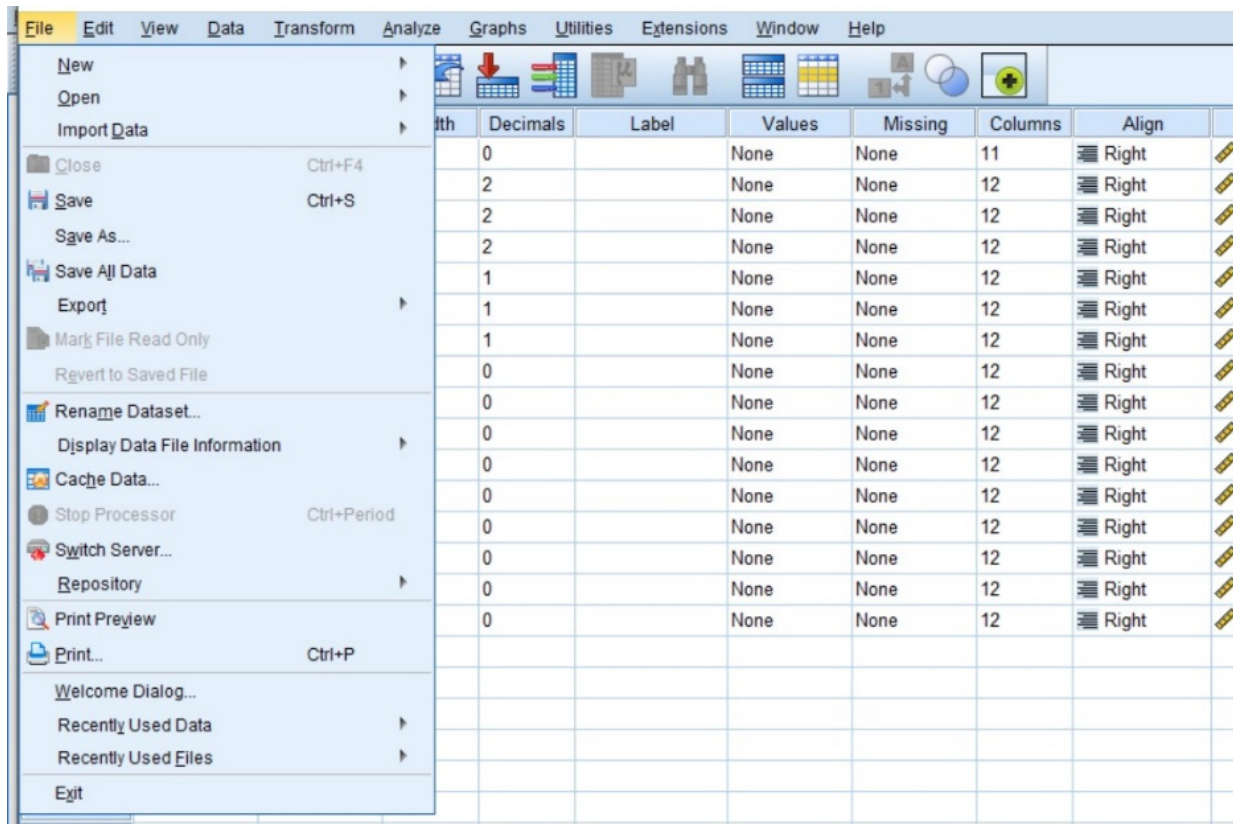 File Edit View Data Transform Analyze Graphs Utilities Extensions Window Help
New
Open
Import Data
Close Ctrl+F4
Save Ctrl+S
Save As...
Save All Data
Export
Mark File Read Only
Revert to Saved File
Rename Dataset...
Display Data File Information
Cache Data...
Stop Processor Ctrl+Period
Switch Server...
Repository
Print Preview
Print... Ctrl+P
Welcome Dialog...
Recently Used Data
Recently Used Files
Exit
dth Decimals Label Values Missing Columns Align
0 None None 11 Right
2 None None 12 Right
2 None None 12 Right
2 None None 12 Right
1 None None 12 Right
1 None None 12 Right
1 None None 12 Right
0 None None 12 Right
0 None None 12 Right
0 None None 12 Right
0 None None 12 Right
0 None None 12 Right
0 None None 12 Right
0 None None 12 Right
0 None None 12 Right
0 None None 12 Right